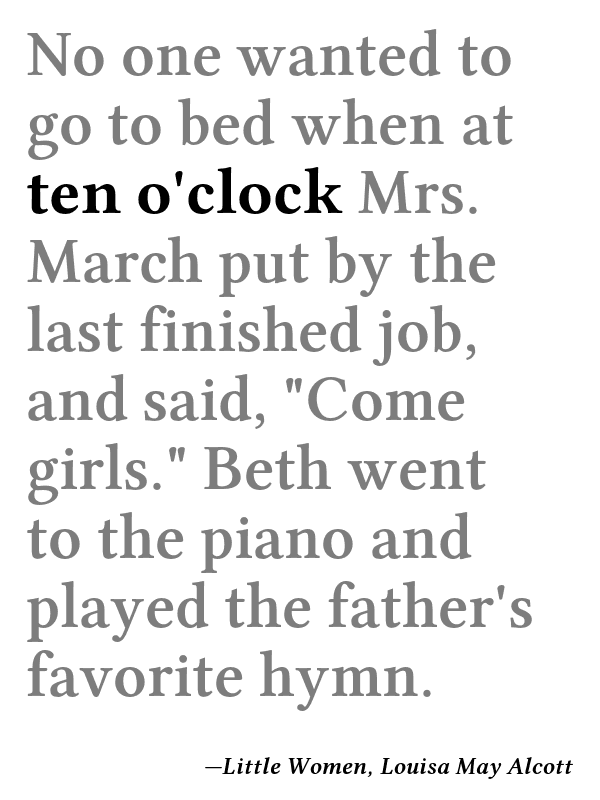 No one wanted to
go to bed when at
ten o'clock Mrs.
March put by the
last finished job,
and said, "Come
girls." Beth went
to the piano and
played the father's
favorite hymn.
—Little Women, Louisa May Alcott